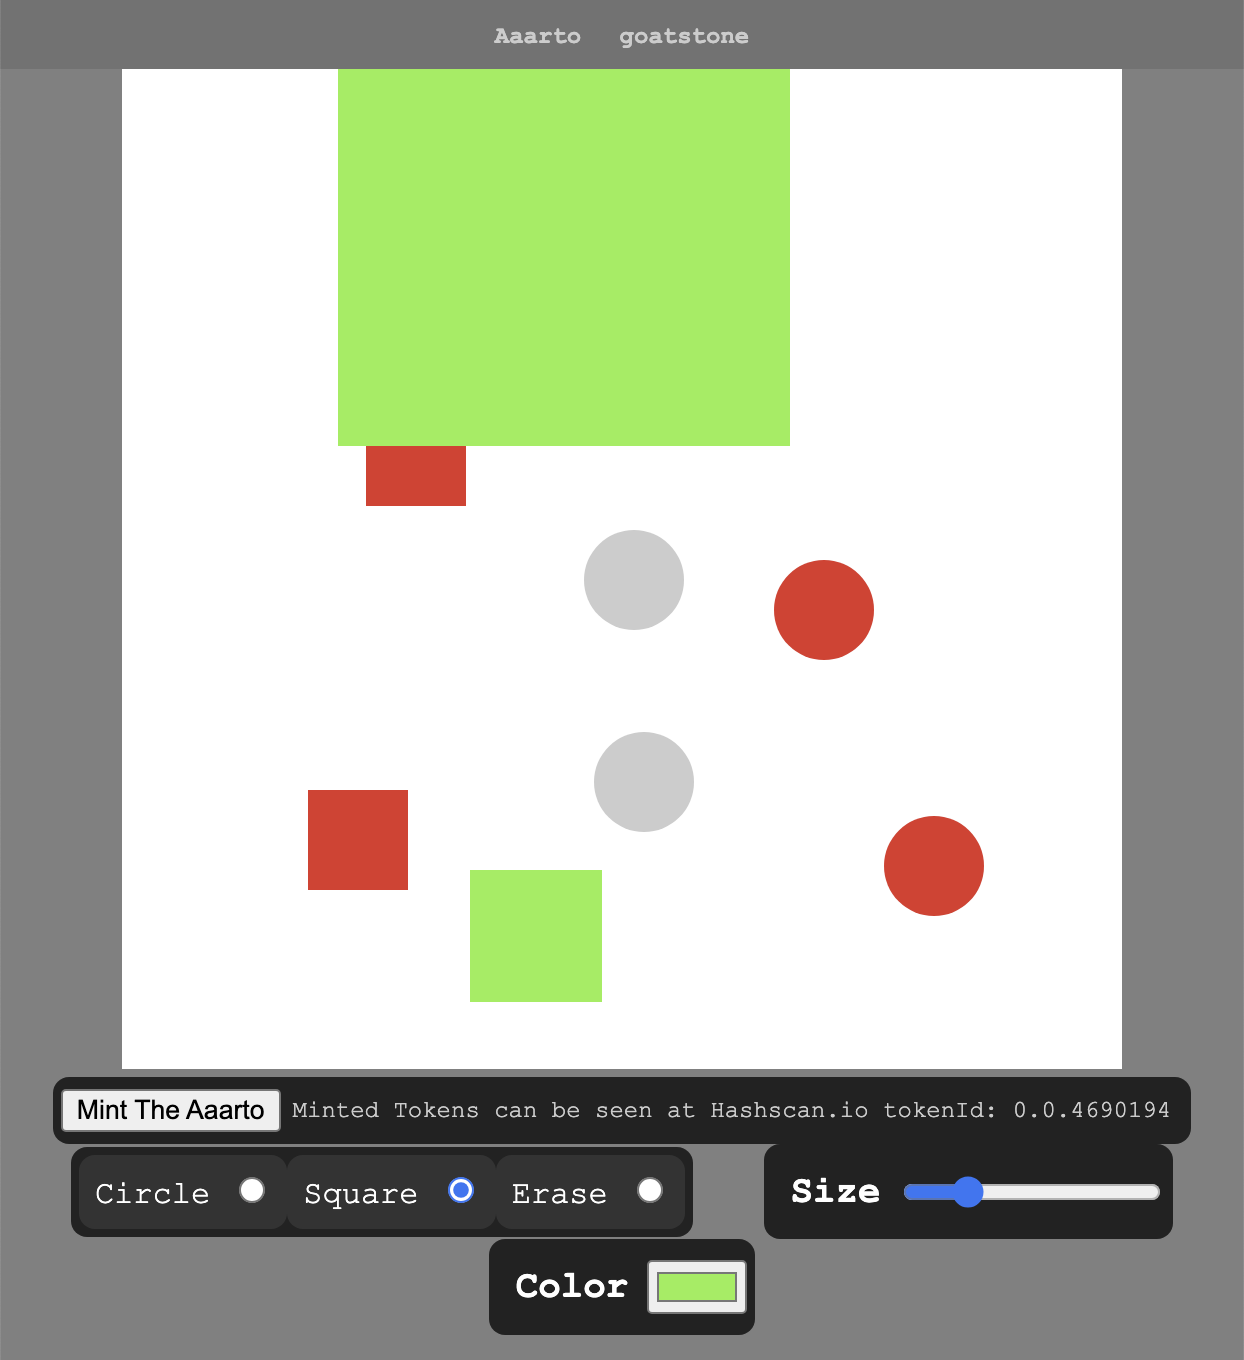 Aaarto goatstone
Mint The Aaarto Minted Tokens can be seen at Hashscan.io tokenId: 0.0.4690194
Circle Square Erase Size
Color